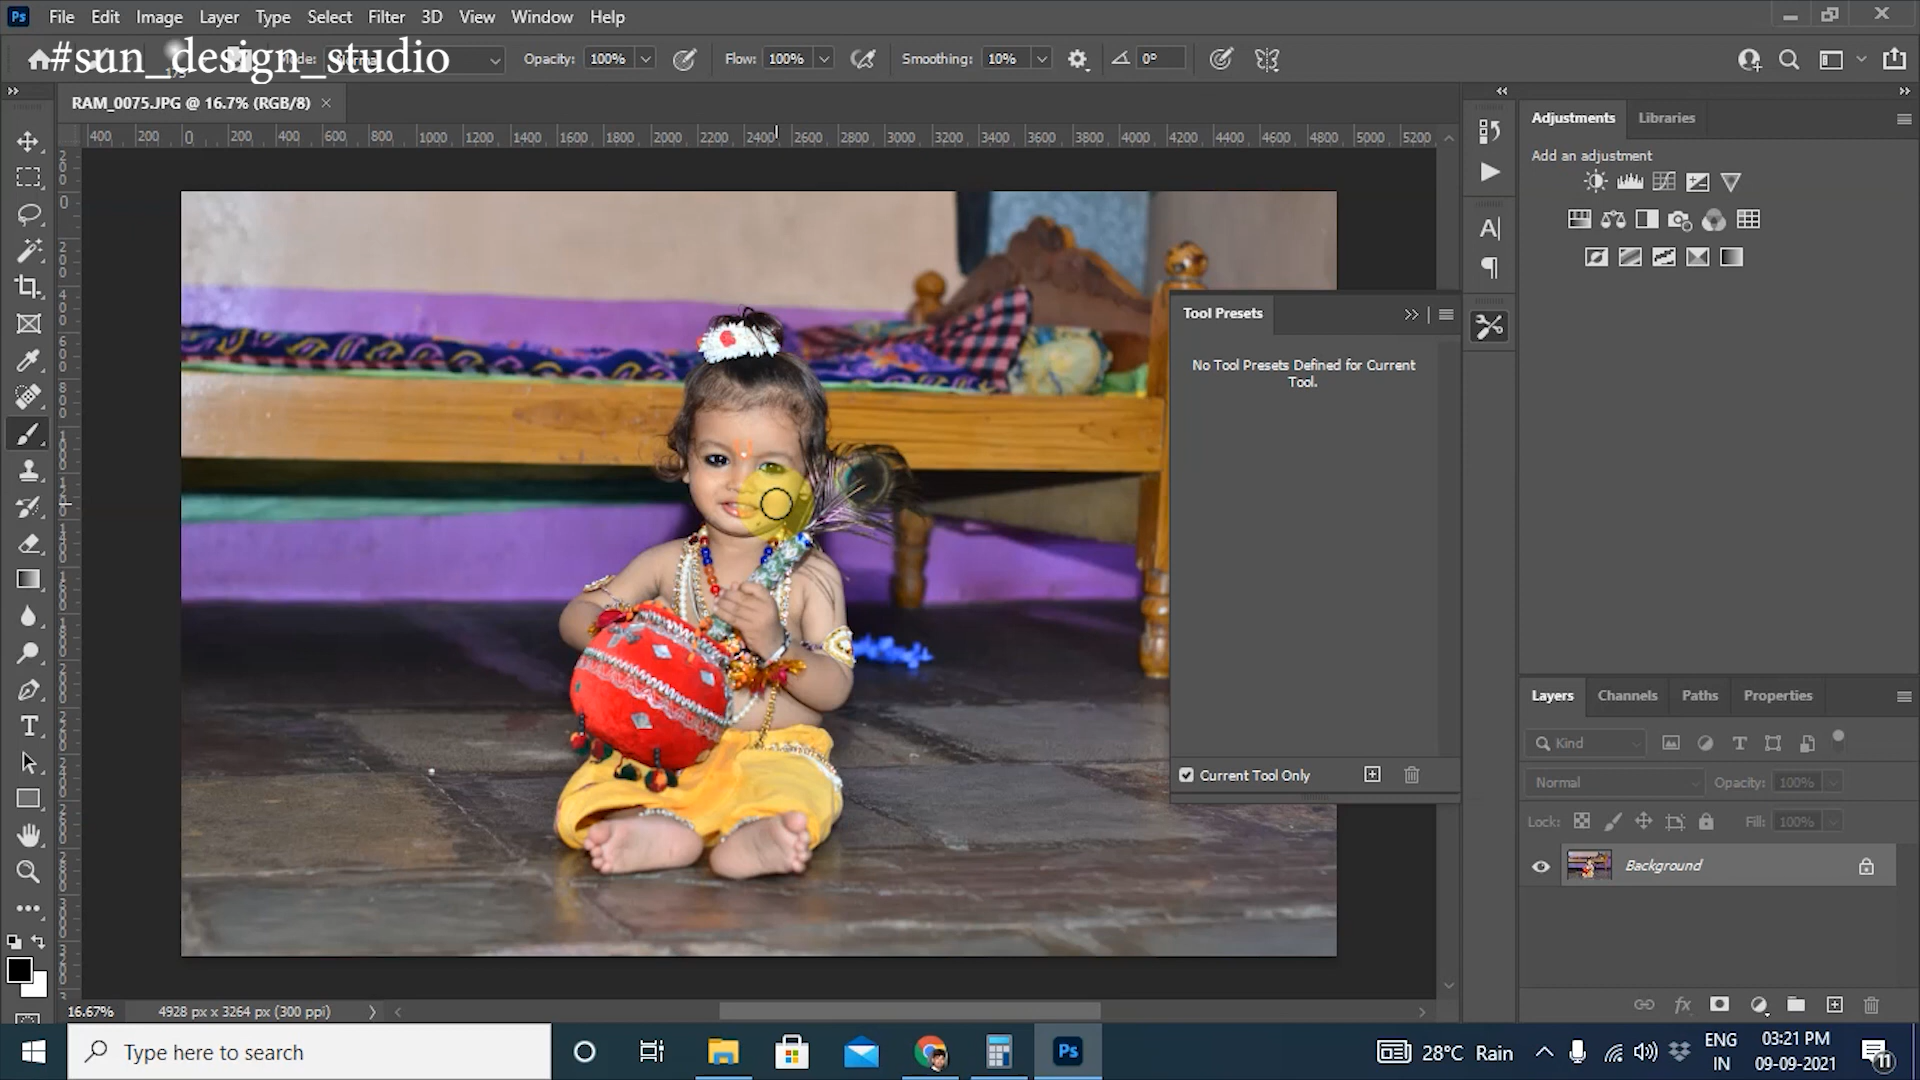 Ps File Edit Image Layer Type Select Filter 3D View Window Help
#sun_design_studio
Opacity: 100% Flow: 100% Smoothing: 10% 0°
RAM_0075.JPG @ 16.7% (RGB/8)
400 200 0 200 400 600 800 1000 1200 1400 1600 1800 2000 2200 2400 2600 2800 3000 3200 3400 3600 3800 4000 4200 4400 4600 4800 5000 5200
Adjustments Libraries
Add an adjustment
Tool Presets
No Tool Presets Defined for Current
Tool.
Current Tool Only
Layers Channels Paths Properties
Kind
Normal Opacity: 100%
Lock: Fill: 100%
Background
16.67% 4928 px x 3264 px (300 ppi)
Type here to search
28°C Rain
ENG
IN
03:21 PM
09-09-2021
11